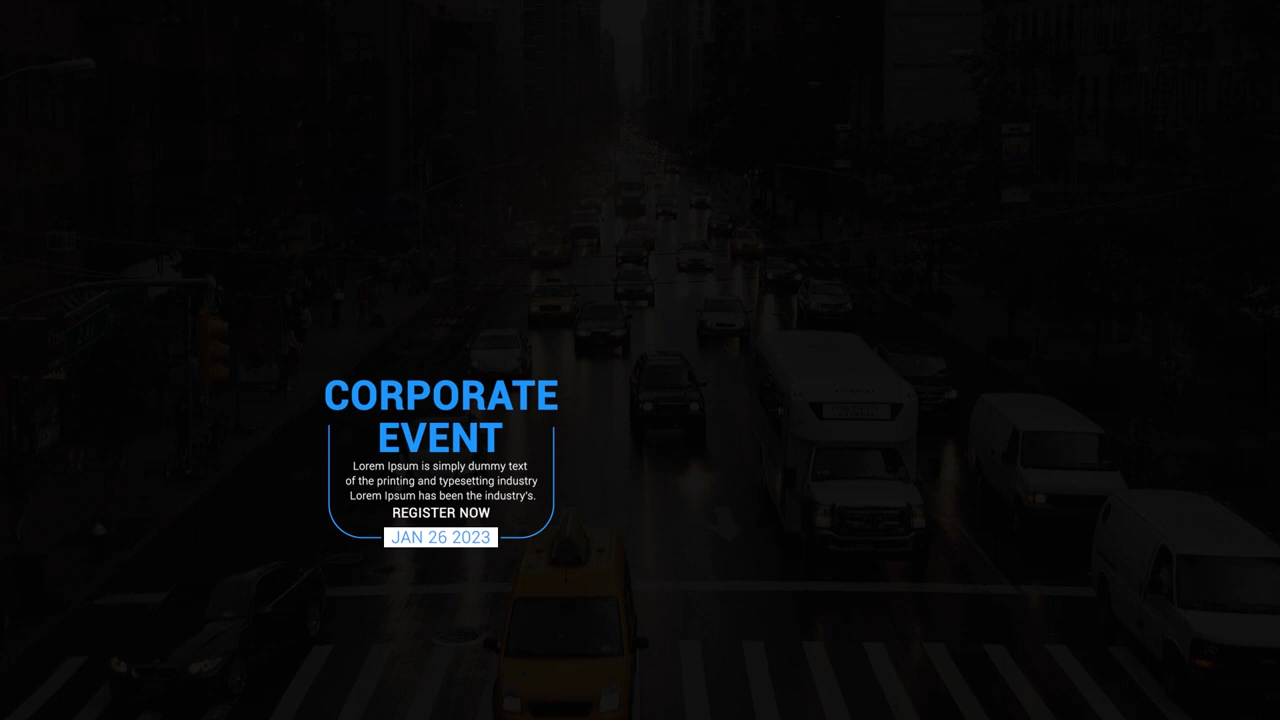 CORPORATE
EVENT
Lorem Ipsum is simply dummy text
of the printing and typesetting industry
Lorem Ipsum has been the industry's.
REGISTER NOW
JAN 26 2023